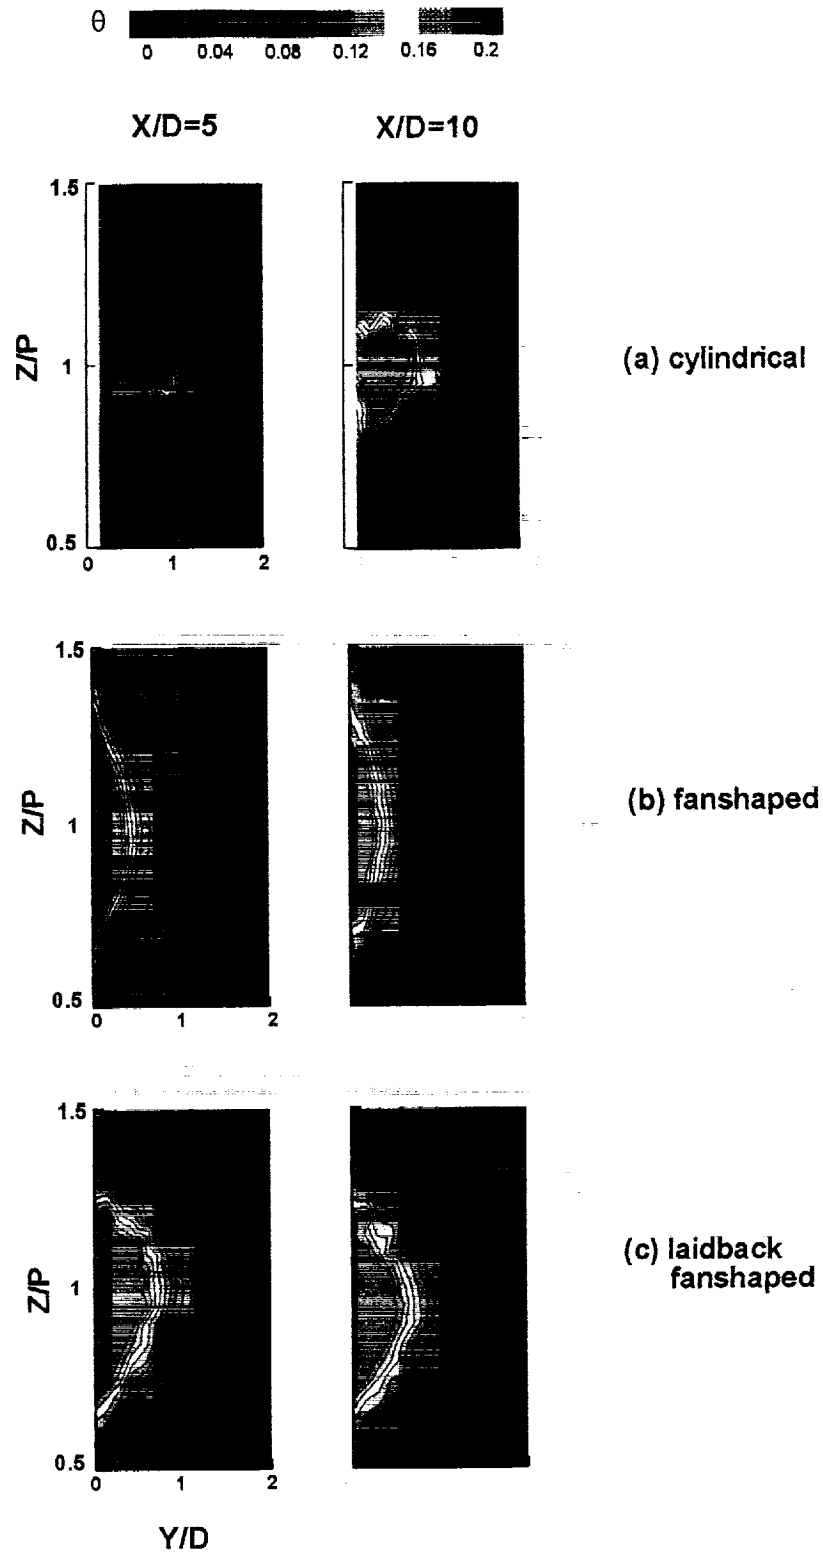 θ
0 0.04 0.08 0.12 0.16 0.2
X/D=5 X/D=10
1.5
Z/P
1
0.5
0 1 2
(a) cylindrical
1.5
Z/P
1
0.5
0 1 2
(b) fanshaped
1.5
Z/P
1
0.5
0 1 2
(c) laidback
fanshaped
Y/D